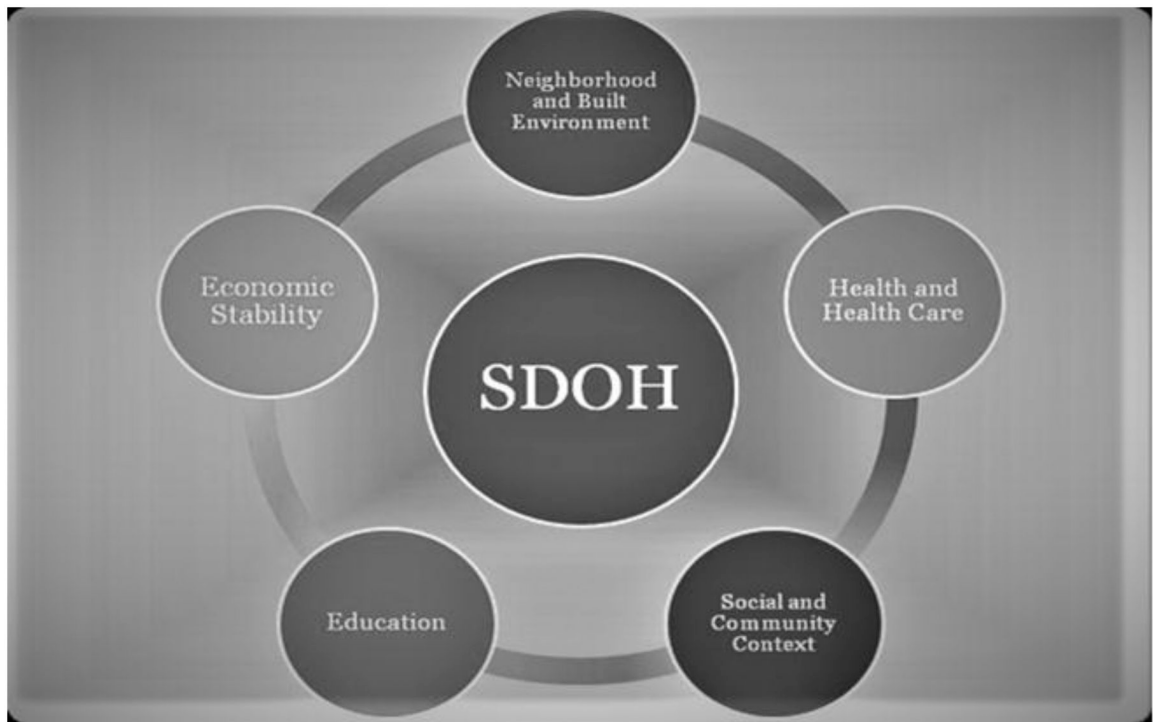 Neighborhood
and Built
Environment
Economic
Stability
Health and
Health Care
SDOH
Education
Social and
Community
Context